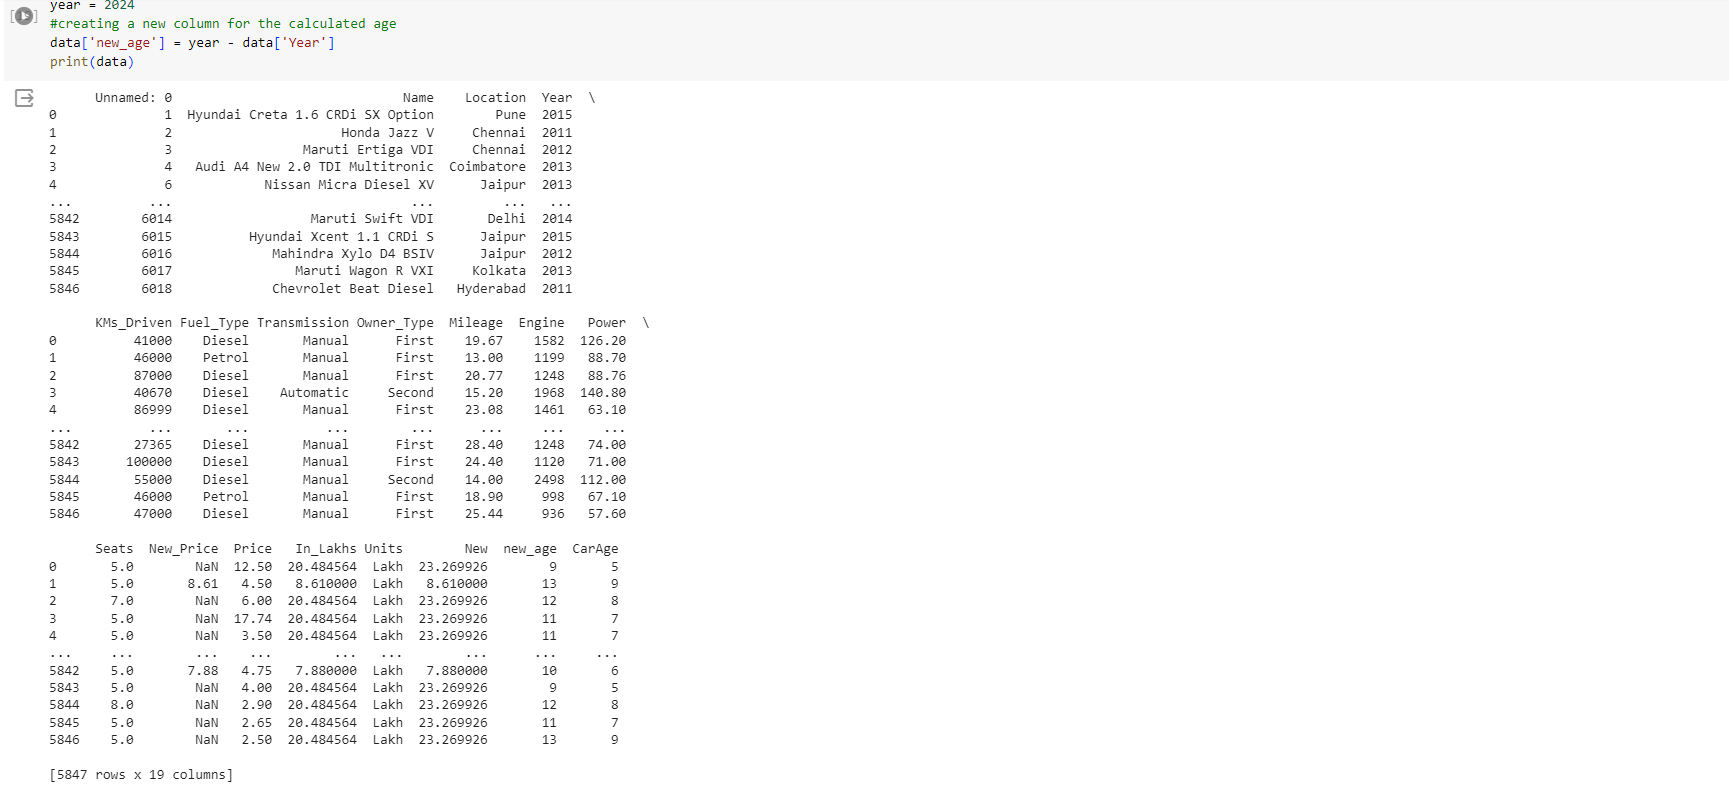 year = 2024
#creating a new column for the calculated age
data['new_age'] = year - data['Year']
print(data)
      Unnamed: 0                              Name    Location  Year  \
0              1  Hyundai Creta 1.6 CRDi SX Option        Pune  2015
1              2                      Honda Jazz V     Chennai  2011
2              3                 Maruti Ertiga VDI     Chennai  2012
3              4   Audi A4 New 2.0 TDI Multitronic  Coimbatore  2013
4              6            Nissan Micra Diesel XV      Jaipur  2013
...          ...                               ...         ...   ...
5842        6014                  Maruti Swift VDI       Delhi  2014
5843        6015          Hyundai Xcent 1.1 CRDi S      Jaipur  2015
5844        6016             Mahindra Xylo D4 BSIV      Jaipur  2012
5845        6017                Maruti Wagon R VXI     Kolkata  2013
5846        6018             Chevrolet Beat Diesel   Hyderabad  2011
      KMs_Driven Fuel_Type Transmission Owner_Type  Mileage  Engine   Power  \
0          41000    Diesel       Manual      First    19.67    1582  126.20
1          46000    Petrol       Manual      First    13.00    1199   88.70
2          87000    Diesel       Manual      First    20.77    1248   88.76
3          40670    Diesel    Automatic     Second    15.20    1968  140.80
4          86999    Diesel       Manual      First    23.08    1461   63.10
...          ...       ...          ...        ...      ...     ...     ...
5842       27365    Diesel       Manual      First    28.40    1248   74.00
5843      100000    Diesel       Manual      First    24.40    1120   71.00
5844       55000    Diesel       Manual     Second    14.00    2498  112.00
5845       46000    Petrol       Manual      First    18.90     998   67.10
5846       47000    Diesel       Manual      First    25.44     936   57.60
      Seats  New_Price  Price   In_Lakhs Units        New  new_age  CarAge
0       5.0        NaN  12.50  20.484564  Lakh  23.269926        9       5
1       5.0       8.61   4.50   8.610000  Lakh   8.610000       13       9
2       7.0        NaN   6.00  20.484564  Lakh  23.269926       12       8
3       5.0        NaN  17.74  20.484564  Lakh  23.269926       11       7
4       5.0        NaN   3.50  20.484564  Lakh  23.269926       11       7
...     ...        ...    ...        ...   ...        ...      ...     ...
5842    5.0       7.88   4.75   7.880000  Lakh   7.880000       10       6
5843    5.0        NaN   4.00  20.484564  Lakh  23.269926        9       5
5844    8.0        NaN   2.90  20.484564  Lakh  23.269926       12       8
5845    5.0        NaN   2.65  20.484564  Lakh  23.269926       11       7
5846    5.0        NaN   2.50  20.484564  Lakh  23.269926       13       9
[5847 rows x 19 columns]